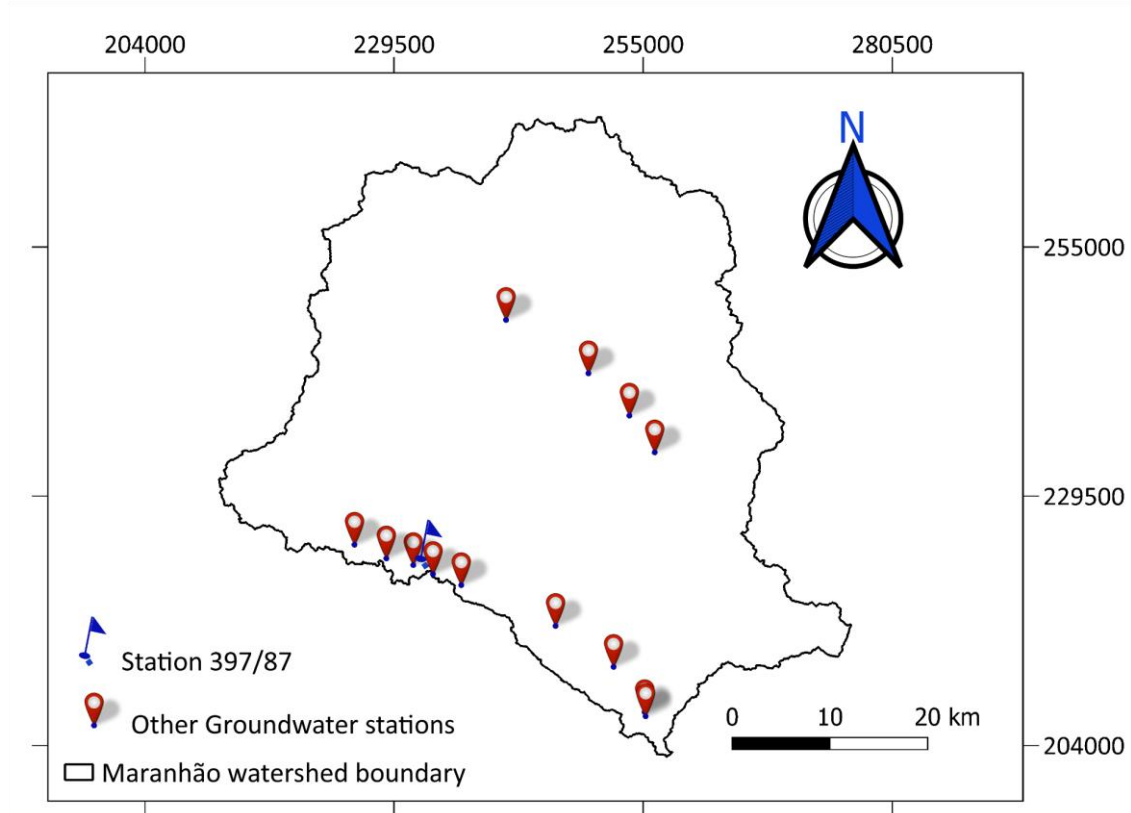 204000 229500 255000 280500
N
255000
229500
Station 397/87
Other Groundwater stations
0 10 20 km
204000
Maranhão watershed boundary